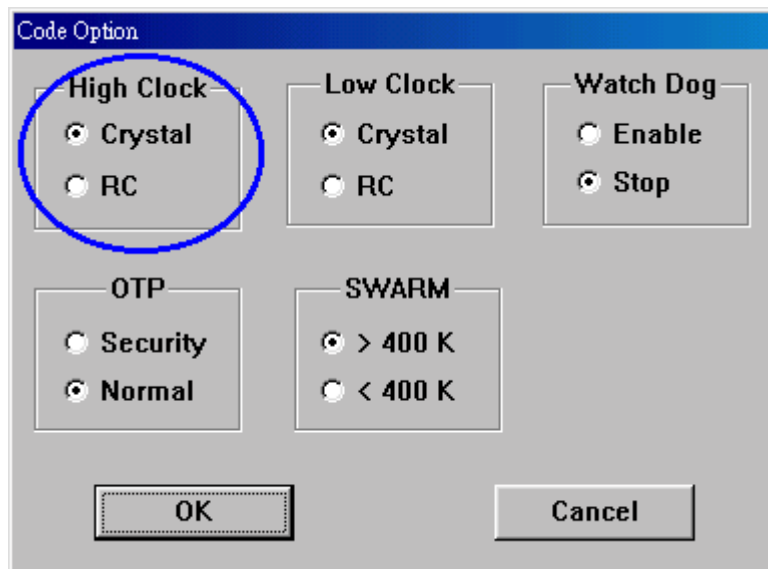 Code Option
High Clock
Crystal
RC
Low Clock
Crystal
RC
Watch Dog
Enable
Stop
OTP
Security
Normal
SWARM
> 400 K
< 400 K
OK
Cancel